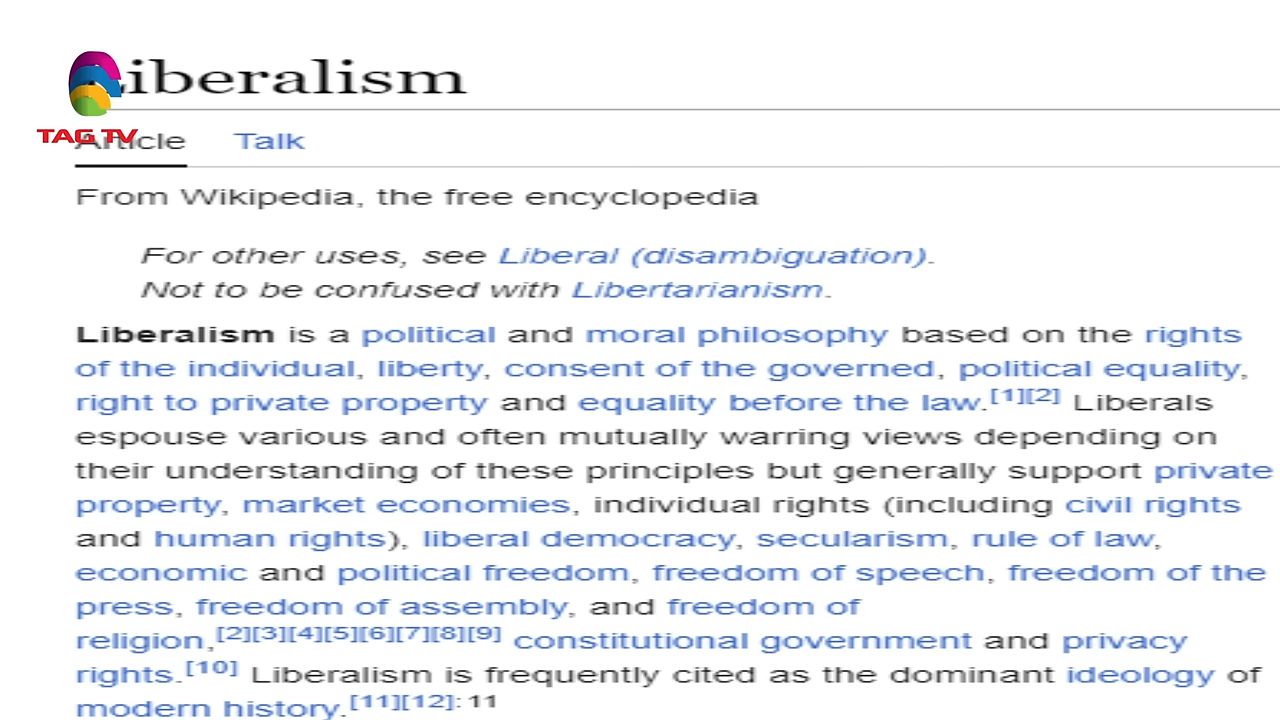 Liberalism
TAG TV
Article Talk
From Wikipedia, the free encyclopedia
For other uses, see Liberal (disambiguation).
Not to be confused with Libertarianism.
Liberalism is a political and moral philosophy based on the rights
of the individual, liberty, consent of the governed, political equality,
right to private property and equality before the law.[1][2] Liberals
espouse various and often mutually warring views depending on
their understanding of these principles but generally support private
property, market economies, individual rights (including civil rights
and human rights), liberal democracy, secularism, rule of law,
economic and political freedom, freedom of speech, freedom of the
press, freedom of assembly, and freedom of
religion,[2][3][4][5][6][7][8][9] constitutional government and privacy
rights.[10] Liberalism is frequently cited as the dominant ideology of
modern history.[11][12]: 11